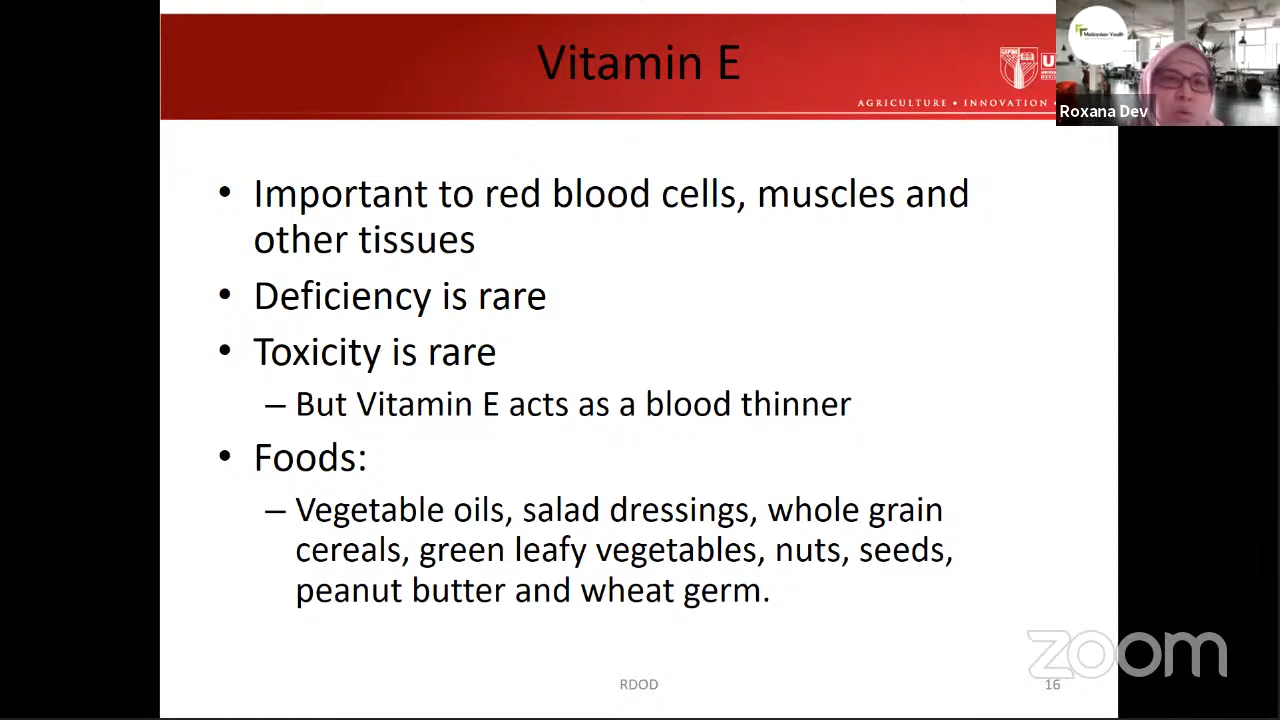 Vitamin E
UPM
U
AGRICULTURE • INNOVATION •
Roxana Dev
• Important to red blood cells, muscles and
other tissues
• Deficiency is rare
• Toxicity is rare
– But Vitamin E acts as a blood thinner
• Foods:
– Vegetable oils, salad dressings, whole grain
cereals, green leafy vegetables, nuts, seeds,
peanut butter and wheat germ.
zoom
RDOD
16